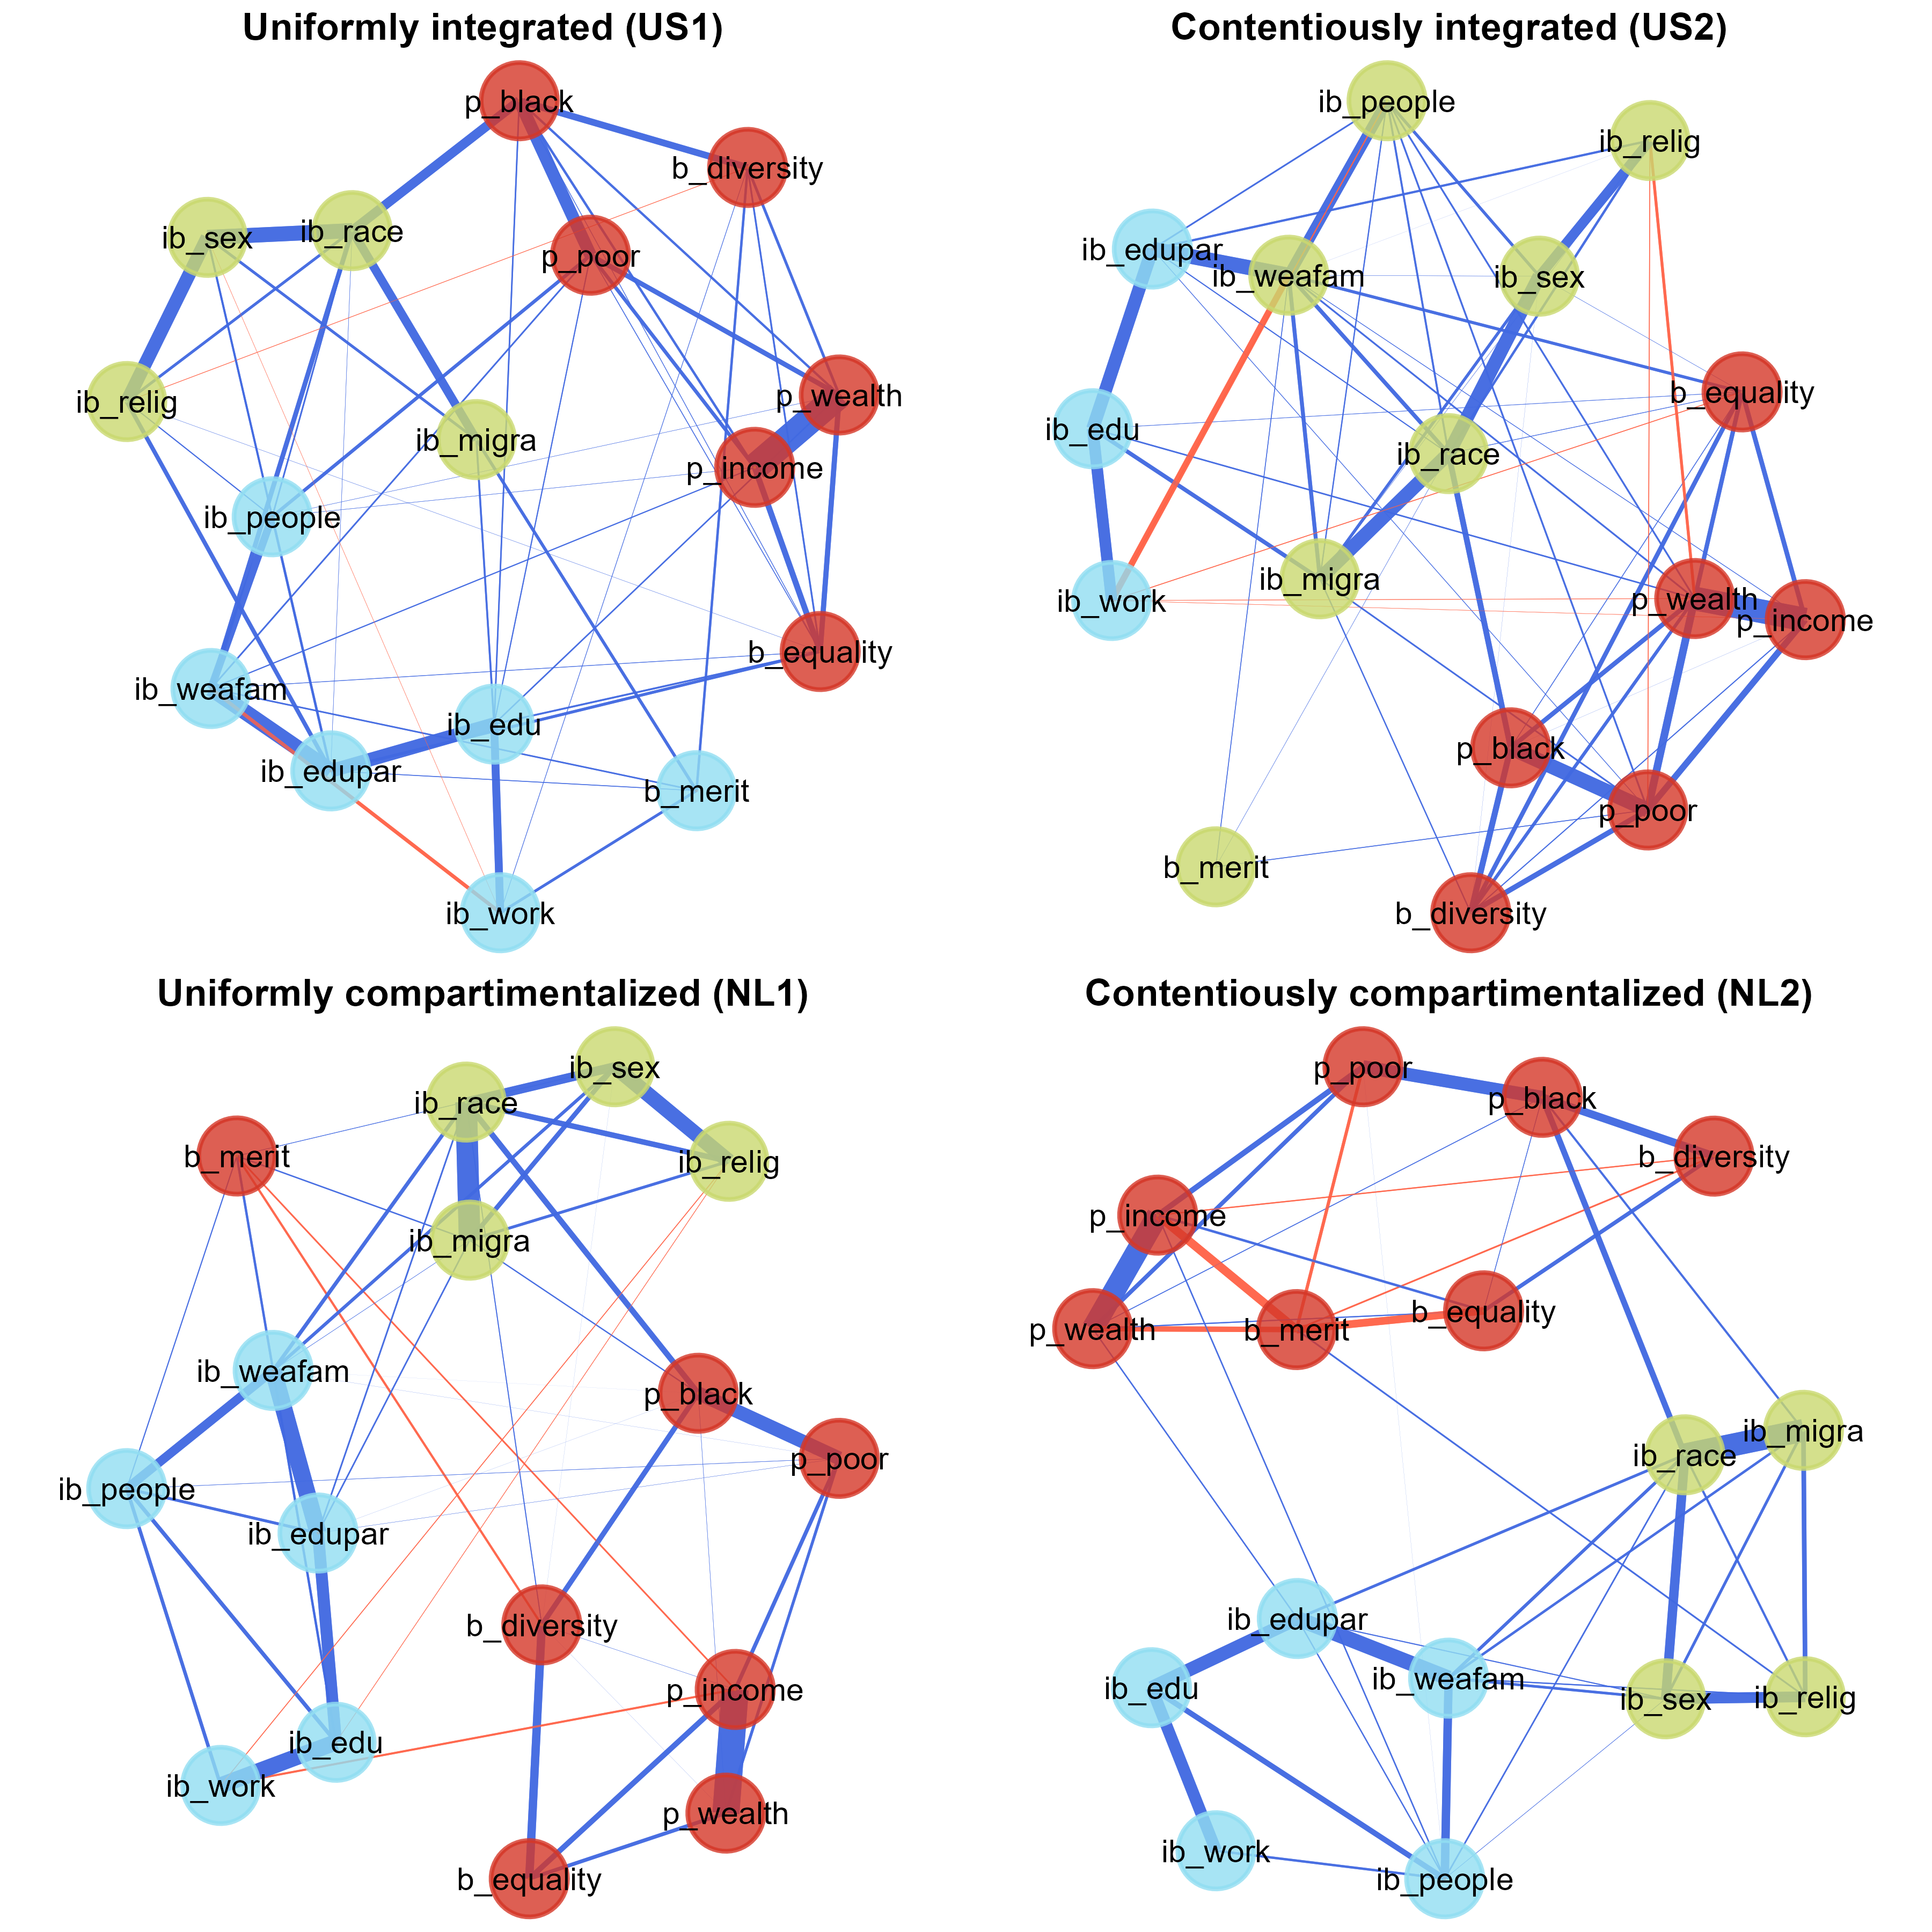 Uniformly integrated (US1)
p_black
b_diversity
ib_sex
ib_race
p_poor
ib_relig
p_wealth
ib_migra
p_income
ib_people
b_equality
ib_weafam
ib_edu
ib_edupar
b_merit
ib_work
Contentiously integrated (US2)
ib_people
ib_relig
ib_edupar
ib_weafam
ib_sex
b_equality
ib_edu
ib_race
ib_migra
ib_work
p_wealth
p_income
p_black
p_poor
b_merit
b_diversity
Uniformly compartimentalized (NL1)
ib_sex
ib_race
b_merit
ib_relig
ib_migra
ib_weafam
p_black
p_poor
ib_people
ib_edupar
b_diversity
p_income
ib_edu
ib_work
p_wealth
b_equality
Contentiously compartimentalized (NL2)
p_poor
p_black
b_diversity
p_income
b_equality
p_wealth
b_merit
ib_migra
ib_race
ib_edupar
ib_weafam
ib_edu
ib_sex
ib_relig
ib_work
ib_people